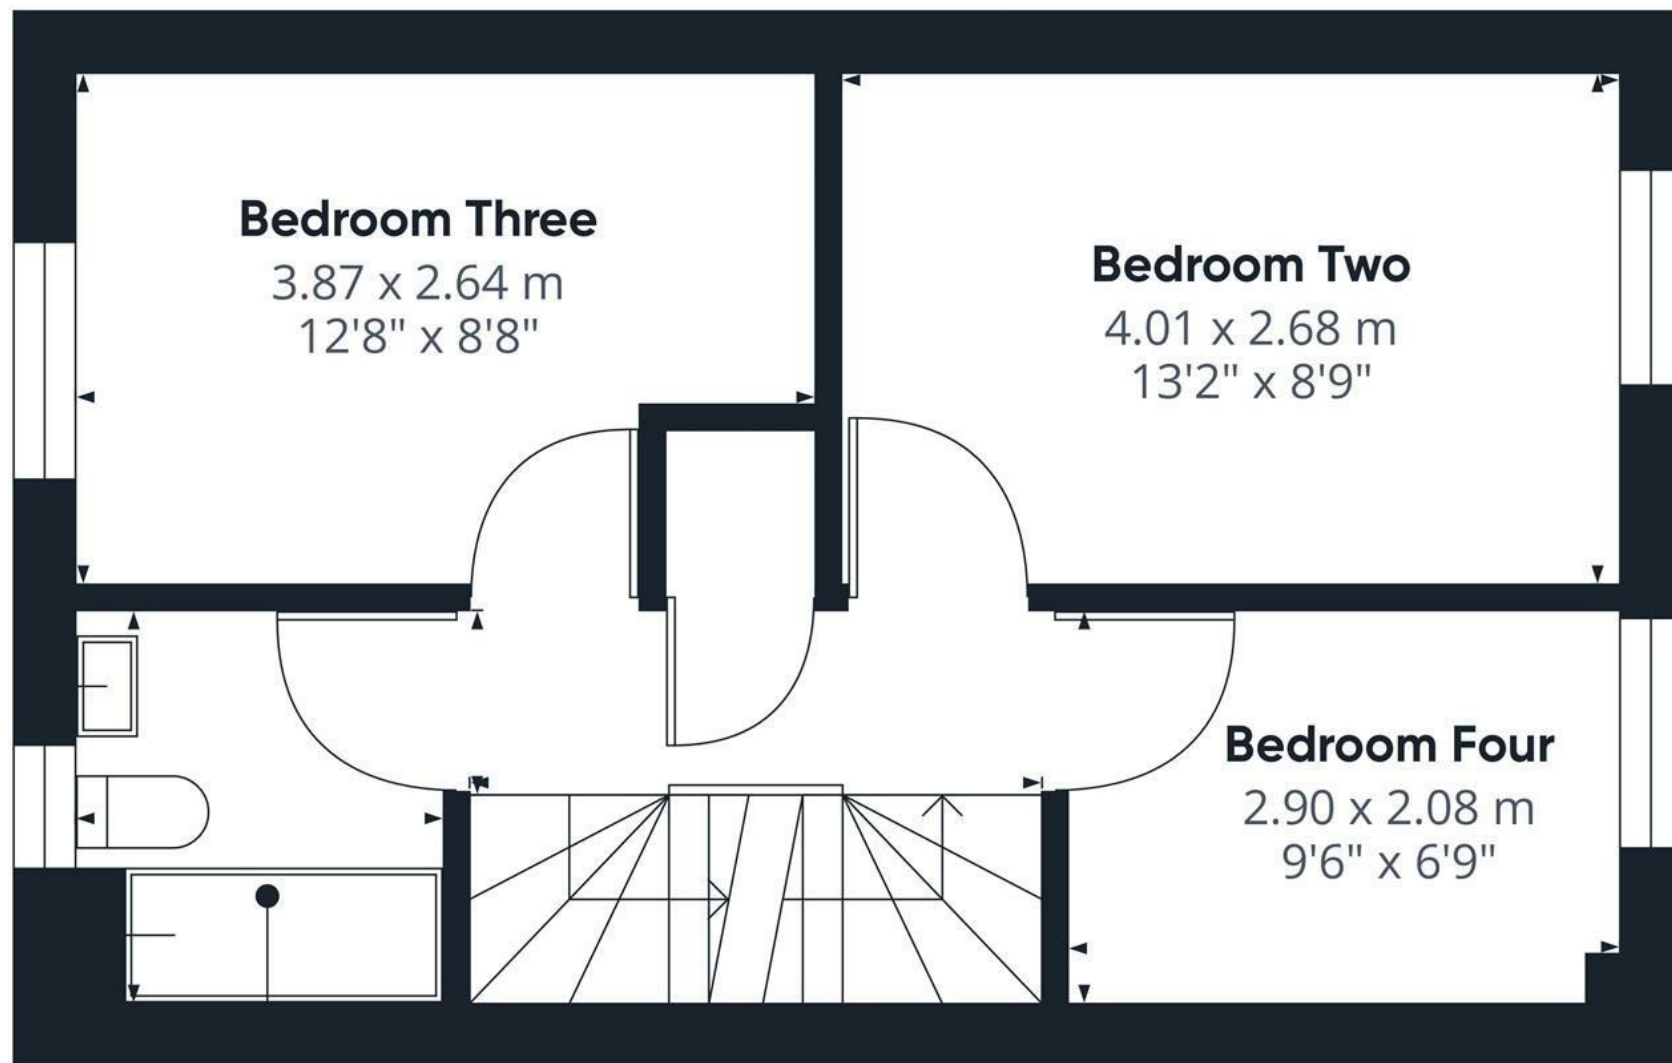 Bedroom Three
3.87 x 2.64 m
12'8" x 8'8"
Bedroom Two
4.01 x 2.68 m
13'2" x 8'9"
Bedroom Four
2.90 x 2.08 m
9'6" x 6'9"